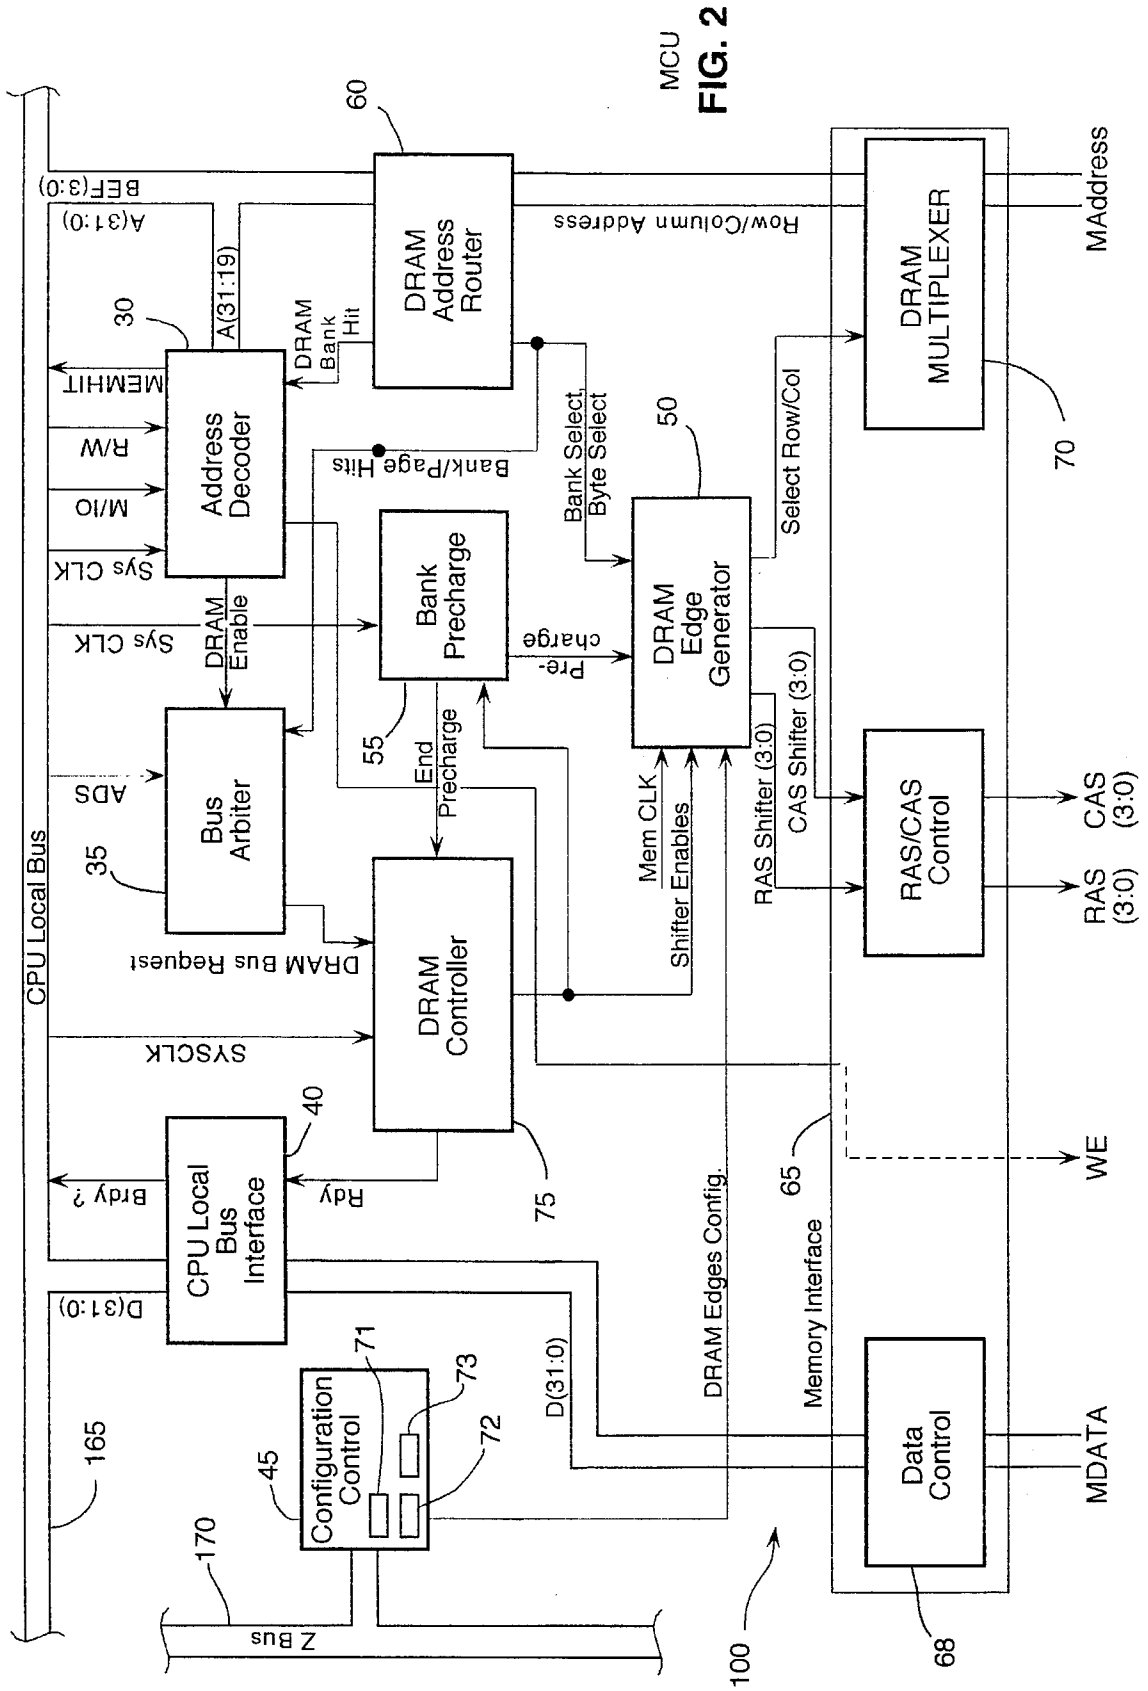 CPU Local Bus
165
D(31:0)
Brdy ?
SYSCLK
ADS
Sys CLK
Sys CLK
M/IO
R/W
MEMHIT
A(31:0)
BEF(3:0)
170
Z Bus
45
Configuration
Control
71
72
73
CPU Local
Bus
Interface
40
Rdy
35
Bus
Arbiter
DRAM Bus Request
DRAM
Enable
30
Address
Decoder
A(31:19)
DRAM
Bank
Hit
60
DRAM
Address
Router
Bank/Page Hits
DRAM
Controller
75
End
Precharge
55
Bank
Precharge
Pre-
charge
Bank Select,
Byte Select
Row/Column Address
50
DRAM
Edge
Generator
Mem CLK
Shifter Enables
DRAM Edges Config.
RAS Shifter (3:0)
CAS Shifter (3:0)
Select Row/Col
D(31:0)
Memory Interface
65
Data
Control
68
RAS/CAS
Control
DRAM
MULTIPLEXER
70
100
MDATA
WE
RAS
(3:0)
CAS
(3:0)
MAddress
MCU
FIG. 2